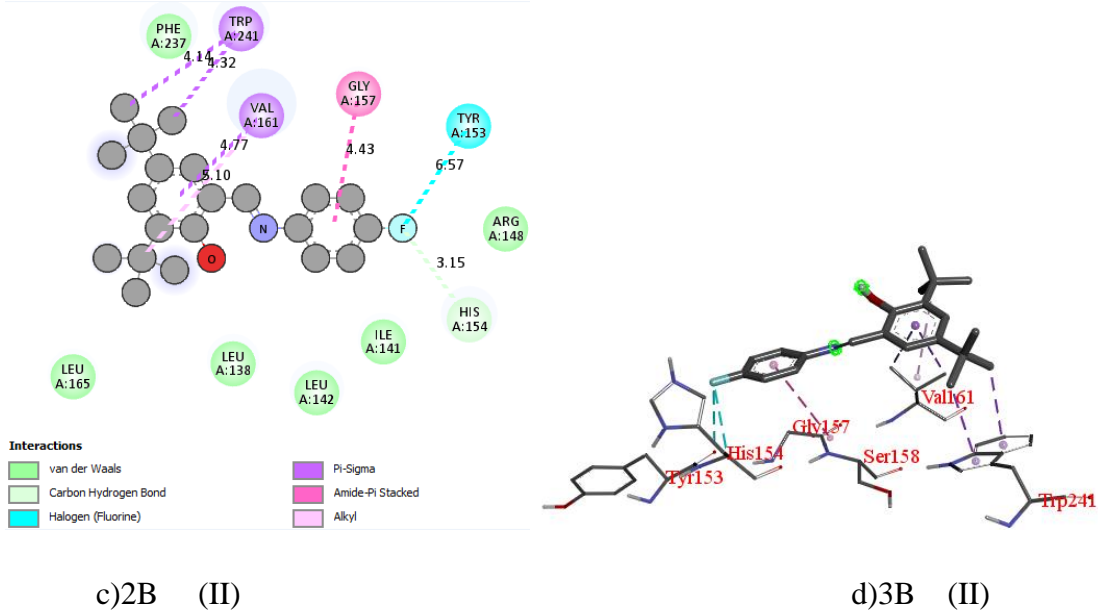 PHE
A:237
TRP
A:241
4.14
4.32
VAL
A:161
GLY
A:157
TYR
A:153
4.77
4.43
6.57
5.10
N
F
ARG
A:148
O
3.15
HIS
A:154
ILE
A:141
LEU
A:138
LEU
A:165
LEU
A:142
Interactions
van der Waals
Carbon Hydrogen Bond
Halogen (Fluorine)
Pi-Sigma
Amide-Pi Stacked
Alkyl
Val161
Gly157
His154
Ser158
Tyr153
Trp241
c)2B (II)
d)3B (II)